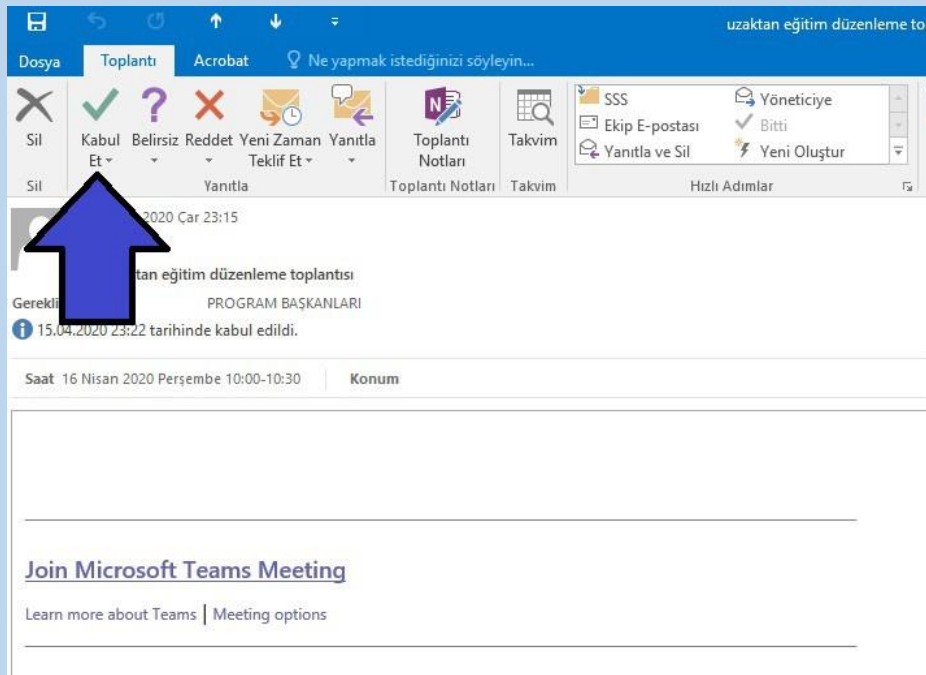 uzaktan eğitim düzenleme to
Dosya Toplantı Acrobat Ne yapmak istediğinizi söyleyin...
Sil Kabul Et Belirsiz Reddet Yeni Zaman Teklif Et Yanıtla Toplantı Notları Takvim
SSS Yöneticiye
Ekip E-postası Bitti
Yanıtla ve Sil Yeni Oluştur
Sil Yanıtla Toplantı Notları Takvim Hızlı Adımlar
2020 Çar 23:15
tan eğitim düzenleme toplantısı
Gerekli PROGRAM BAŞKANLARI
15.04.2020 23:22 tarihinde kabul edildi.
Saat 16 Nisan 2020 Perşembe 10:00-10:30 Konum
Join Microsoft Teams Meeting
Learn more about Teams | Meeting options